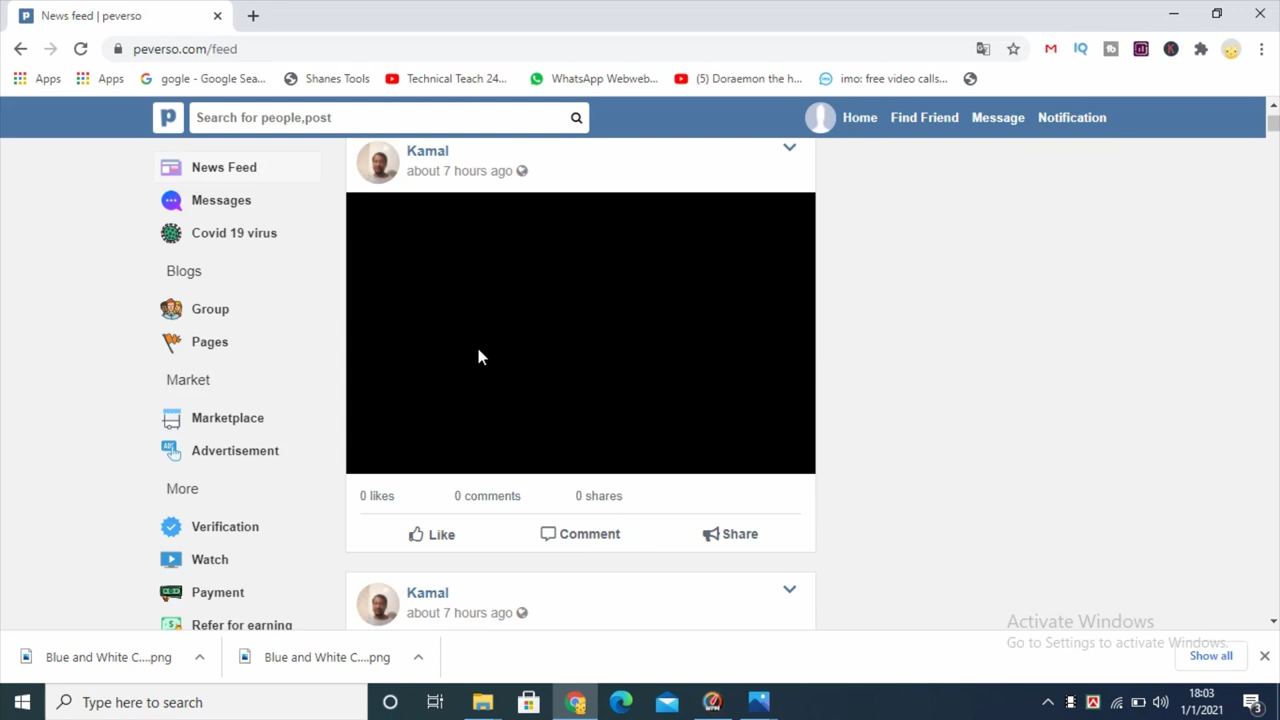 News feed | peverso
peverso.com/feed
Apps
Apps
gogle - Google Sea...
Shanes Tools
Technical Teach 24...
WhatsApp Webweb...
(5) Doraemon the h...
imo: free video calls...
Search for people,post
Home
Find Friend
Message
Notification
News Feed
Messages
Covid 19 virus
Blogs
Group
Pages
Market
Marketplace
Advertisement
More
Verification
Watch
Payment
Refer for earning
Kamal
about 7 hours ago
0 likes
0 comments
0 shares
Like
Comment
Share
Kamal
about 7 hours ago
Activate Windows
Go to Settings to activate Windows.
Blue and White C....png
Blue and White C....png
Show all
Type here to search
18:03
1/1/2021
3